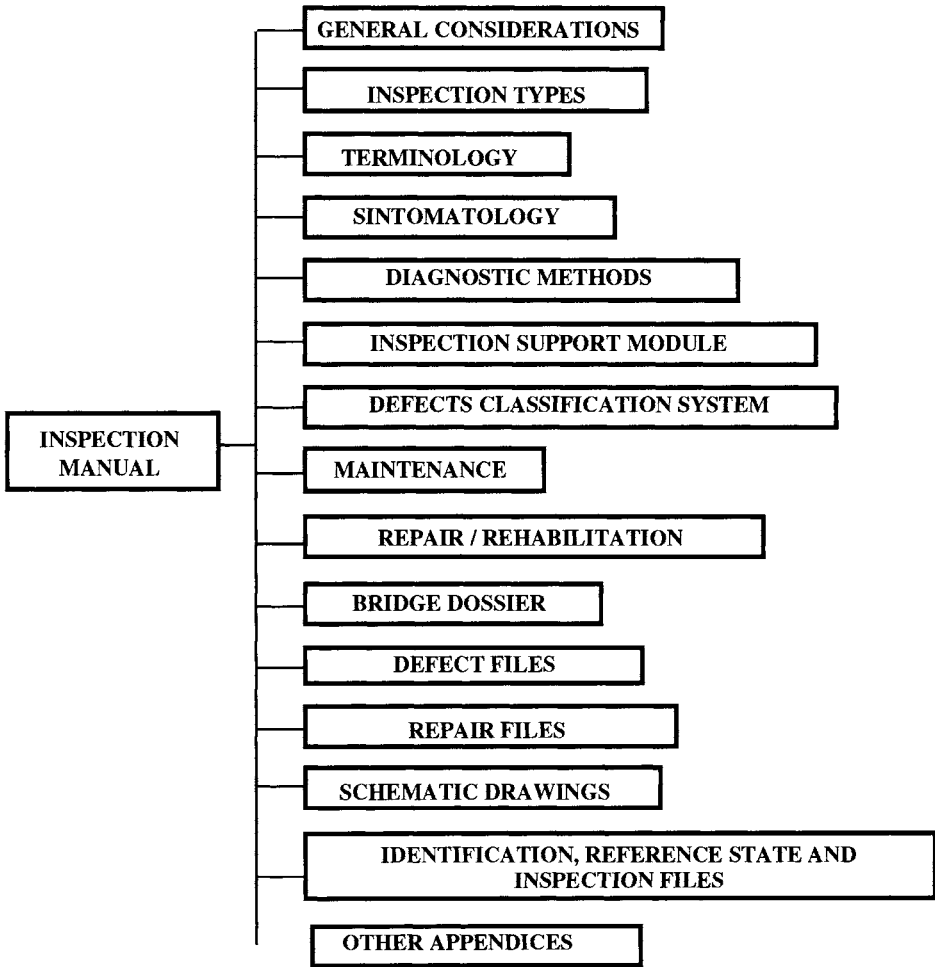 GENERAL CONSIDERATIONS
INSPECTION TYPES
TERMINOLOGY
SINTOMATOLOGY
DIAGNOSTIC METHODS
INSPECTION SUPPORT MODULE
DEFECTS CLASSIFICATION SYSTEM
INSPECTION
MANUAL
MAINTENANCE
REPAIR / REHABILITATION
BRIDGE DOSSIER
DEFECT FILES
REPAIR FILES
SCHEMATIC DRAWINGS
IDENTIFICATION, REFERENCE STATE AND
INSPECTION FILES
OTHER APPENDICES